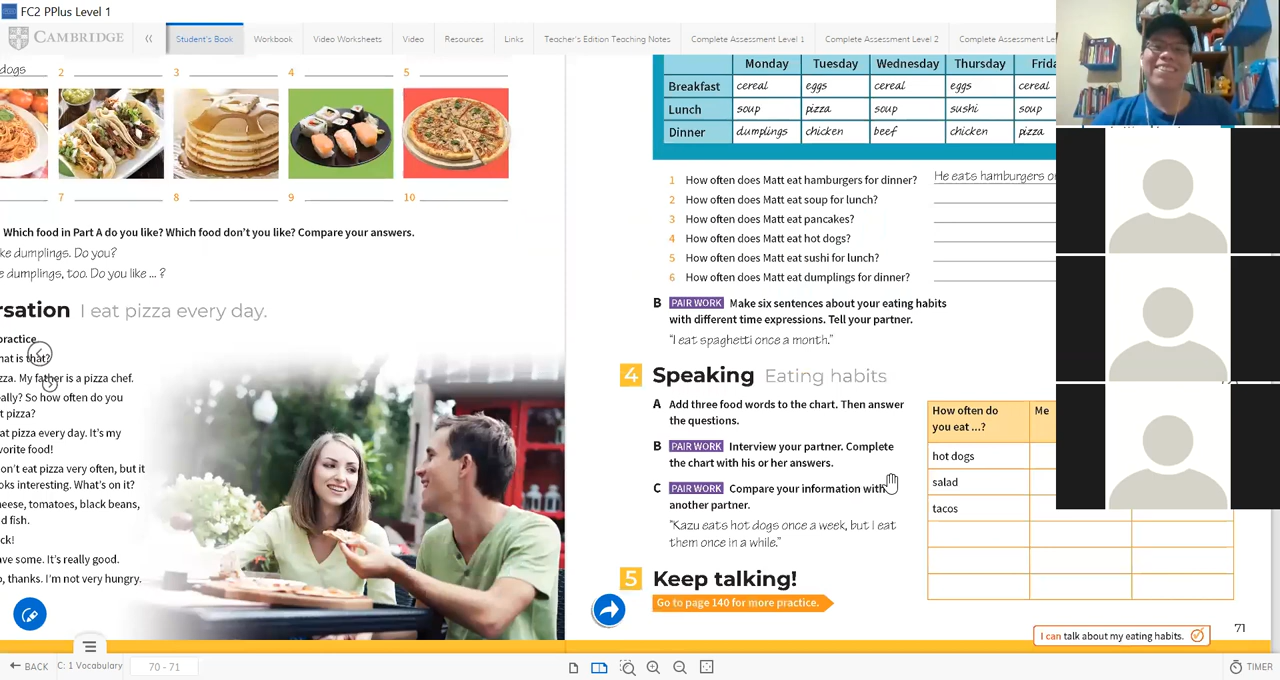 FC2 PPlus Level 1
CAMBRIDGE
Student's Book
Workbook
Video Worksheets
Video
Resources
Links
Teacher's Edition Teaching Notes
Complete Assessment Level 1
Complete Assessment Level 2
Complete Assessment Le
dogs
2
3
4
5
7
8
9
10
Which food in Part A do you like? Which food don't you like? Compare your answers.
ke dumplings. Do you?
e dumplings, too. Do you like ... ?
rsation I eat pizza every day.
practice.
hat is that?
zza. My father is a pizza chef.
eally? So how often do you
t pizza?
at pizza every day. It's my
vorite food!
on't eat pizza very often, but it
oks interesting. What's on it?
heese, tomatoes, black beans,
d fish.
ck!
ave some. It's really good.
o, thanks. I'm not very hungry.
Monday Tuesday Wednesday Thursday Frida
Breakfast cereal eggs cereal eggs cereal
Lunch soup pizza soup sushi soup
Dinner dumplings chicken beef chicken pizza
1 How often does Matt eat hamburgers for dinner? He eats hamburgers o
2 How often does Matt eat soup for lunch?
3 How often does Matt eat pancakes?
4 How often does Matt eat hot dogs?
5 How often does Matt eat sushi for lunch?
6 How often does Matt eat dumplings for dinner?
B PAIR WORK Make six sentences about your eating habits
with different time expressions. Tell your partner.
"I eat spaghetti once a month."
4 Speaking Eating habits
A Add three food words to the chart. Then answer
the questions.
B PAIR WORK Interview your partner. Complete
the chart with his or her answers.
C PAIR WORK Compare your information with
another partner.
"Kazu eats hot dogs once a week, but I eat
them once in a while."
How often do
you eat ...?
Me
hot dogs
salad
tacos
5 Keep talking!
Go to page 140 for more practice.
71
I can talk about my eating habits.
BACK
C: 1 Vocabulary
70 - 71
TIMER